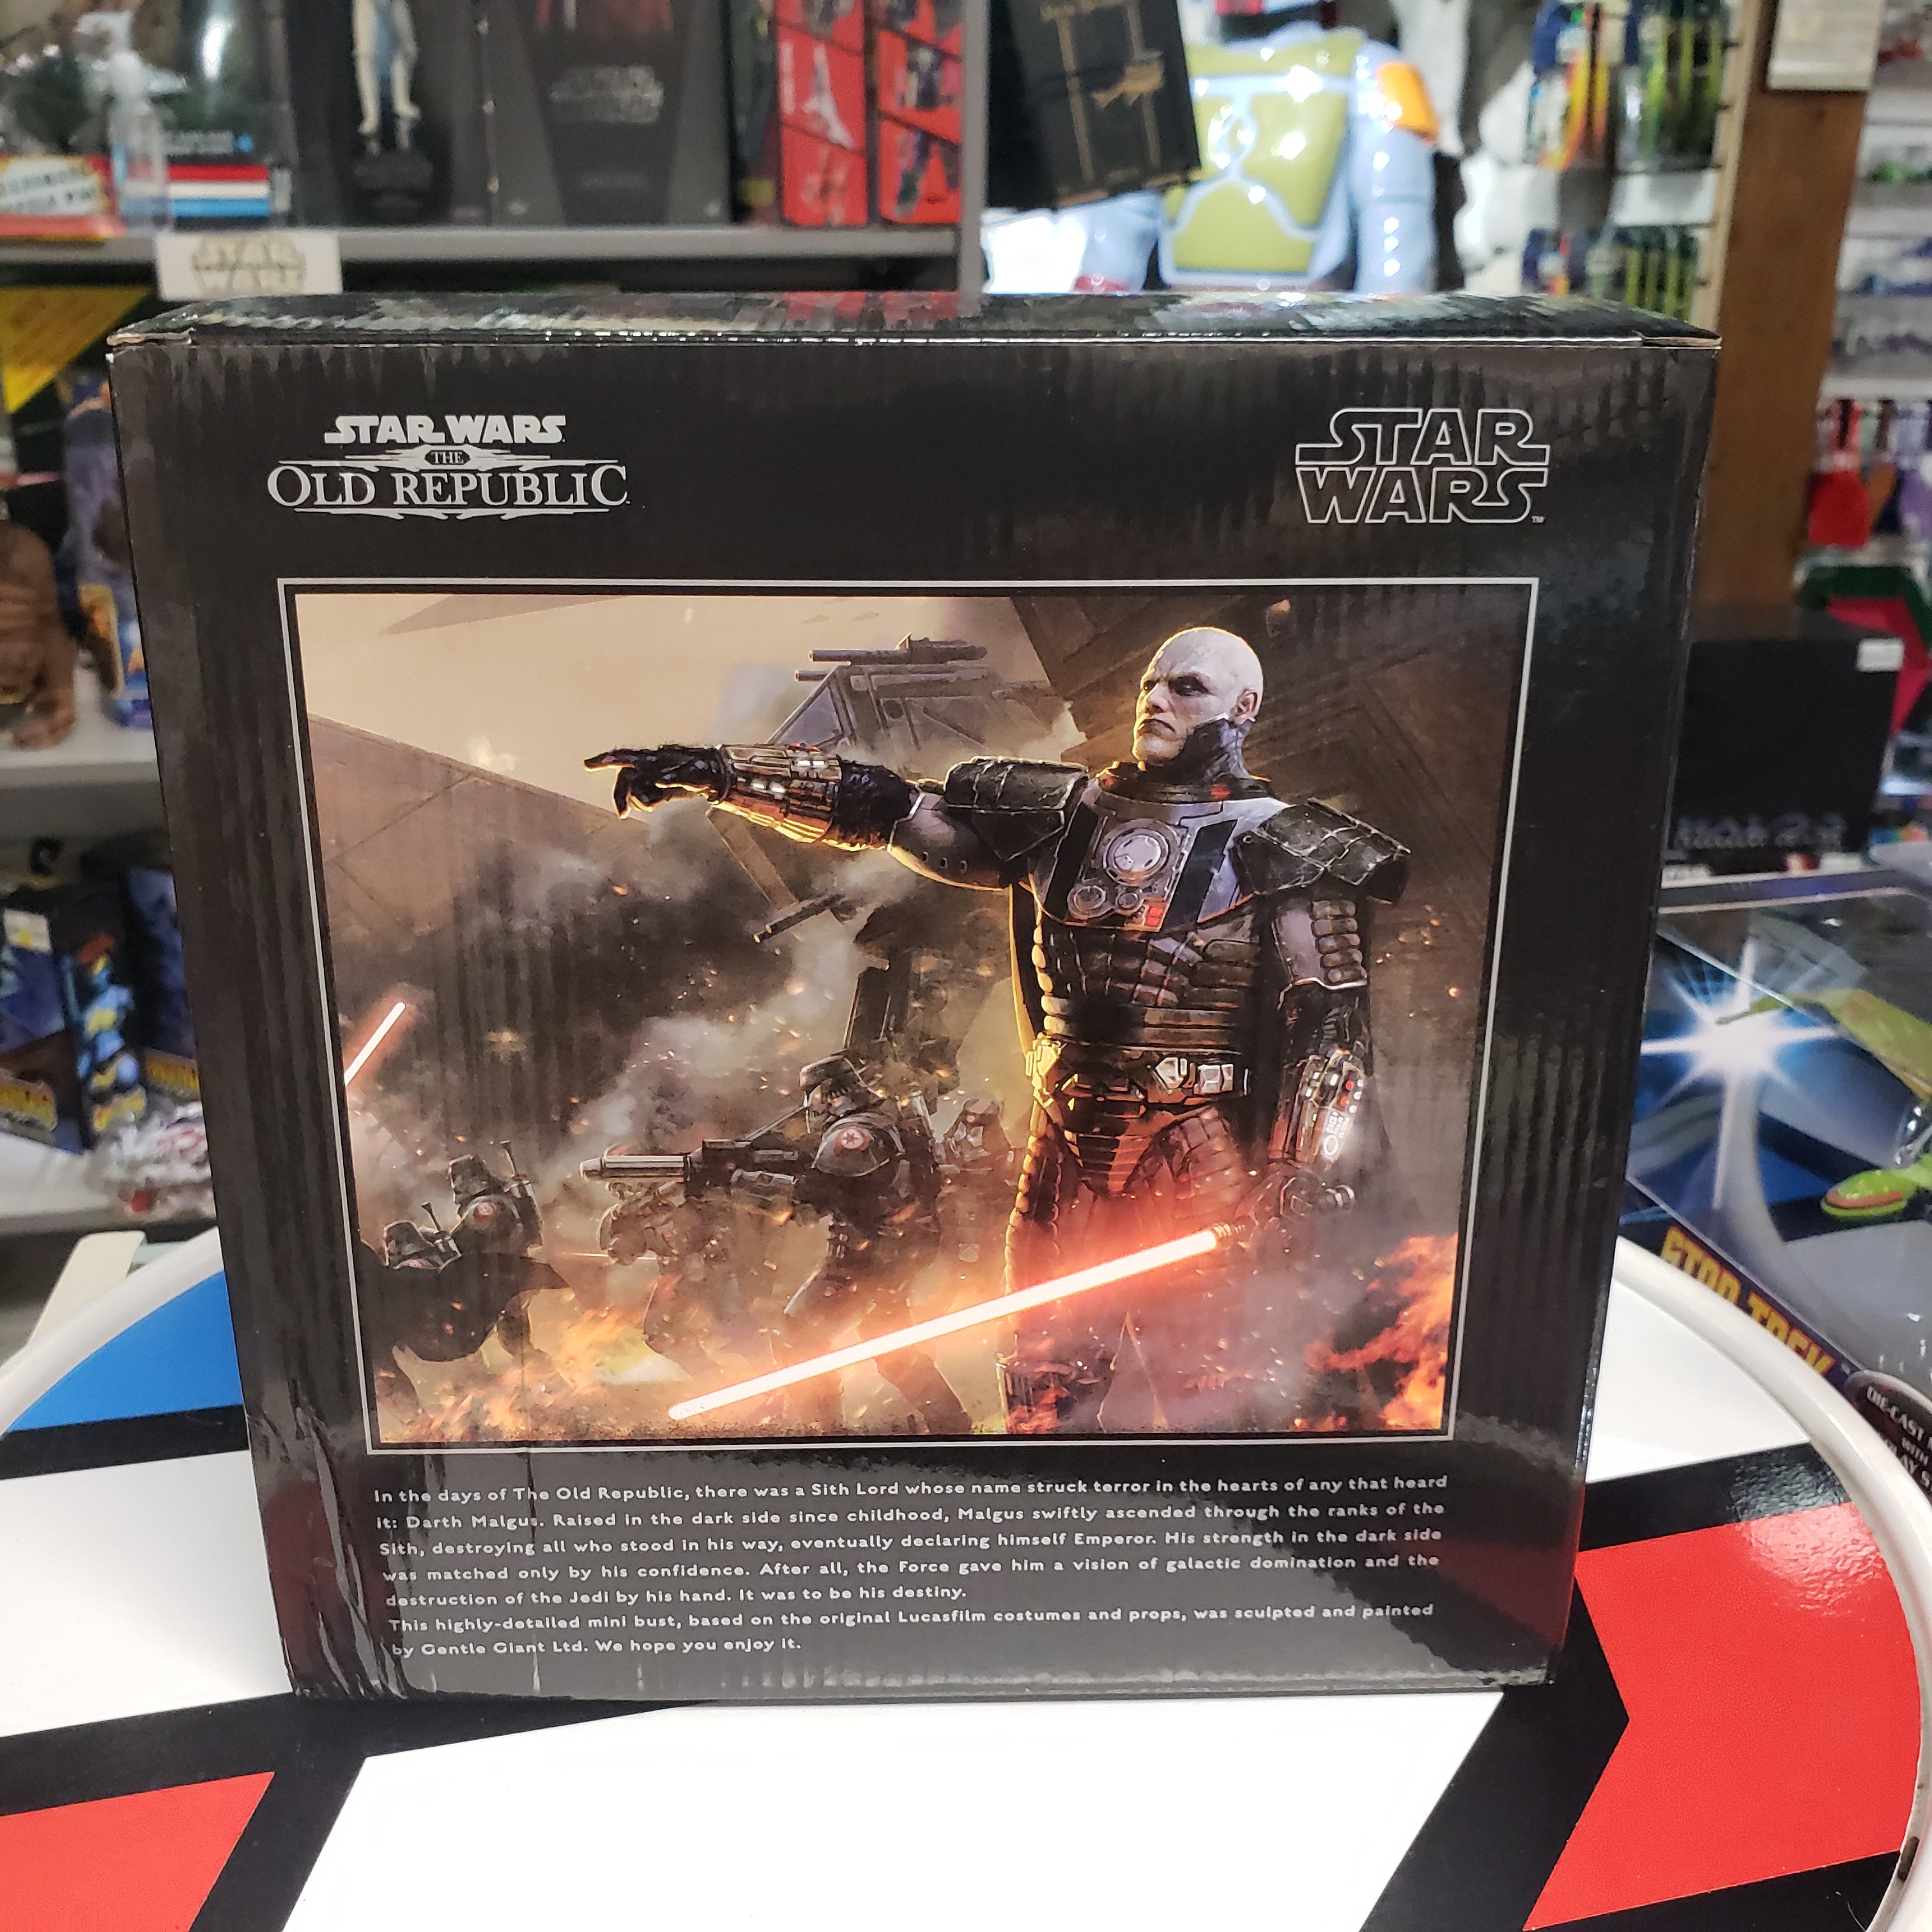 STAR WARS
STAR WARS
THE
OLD REPUBLIC
STAR
WARS™
In the days of The Old Republic, there was a Sith Lord whose name struck terror in the hearts of any that heard
it: Darth Malgus. Raised in the dark side since childhood, Malgus swiftly ascended through the ranks of the
Sith, destroying all who stood in his way, eventually declaring himself Emperor. His strength in the dark side
was matched only by his confidence. After all, the Force gave him a vision of galactic domination and the
destruction of the Jedi by his hand. It was to be his destiny.
This highly-detailed mini bust, based on the original Lucasfilm costumes and props, was sculpted and painted
by Gentle Giant Ltd. We hope you enjoy it.
STAR TREK
DIE-CAST